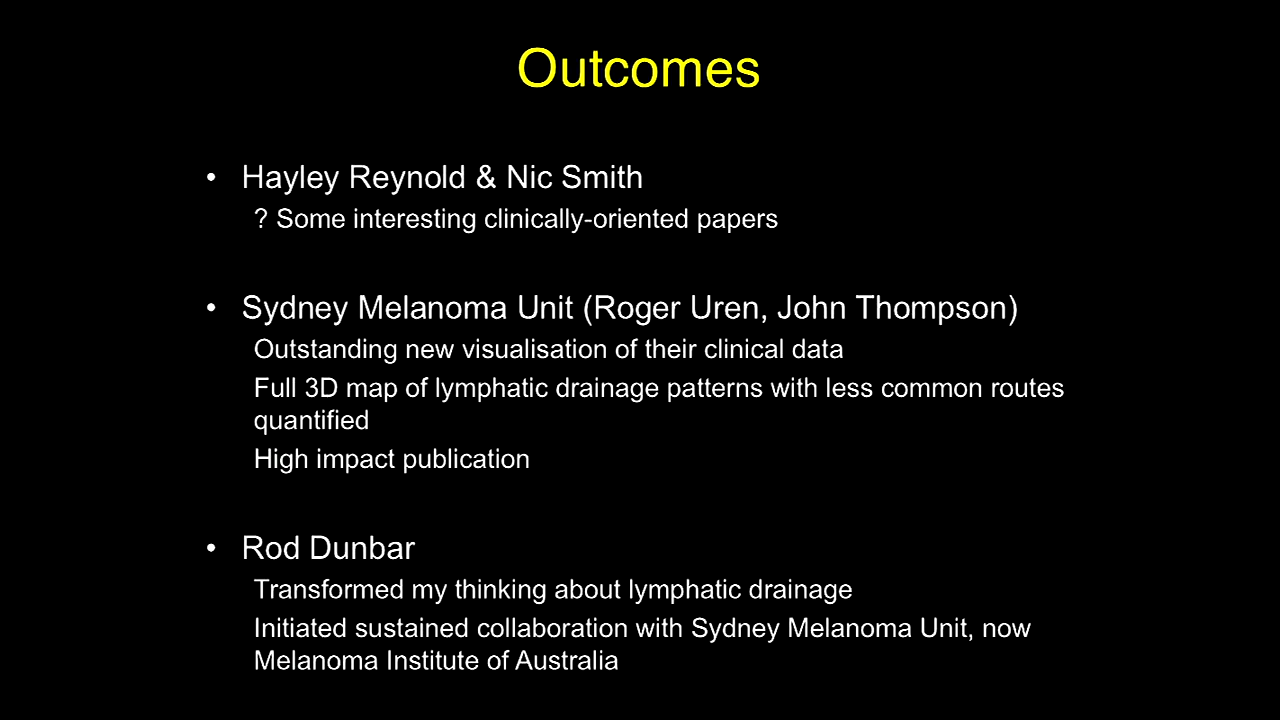 Outcomes
• Hayley Reynold & Nic Smith
? Some interesting clinically-oriented papers
• Sydney Melanoma Unit (Roger Uren, John Thompson)
Outstanding new visualisation of their clinical data
Full 3D map of lymphatic drainage patterns with less common routes
quantified
High impact publication
• Rod Dunbar
Transformed my thinking about lymphatic drainage
Initiated sustained collaboration with Sydney Melanoma Unit, now
Melanoma Institute of Australia